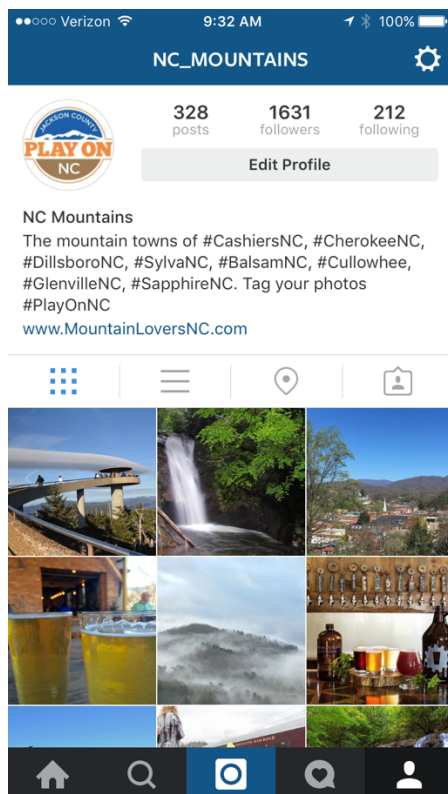 Verizon 9:32 AM 100%
NC_MOUNTAINS
JACKSON COUNTY
PLAY ON
NC
328 1631 212
posts followers following
Edit Profile
NC Mountains
The mountain towns of #CashiersNC, #CherokeeNC,
#DillsboroNC, #SylvaNC, #BalsamNC, #Cullowhee,
#GlenvilleNC, #SapphireNC. Tag your photos
#PlayOnNC
www.MountainLoversNC.com